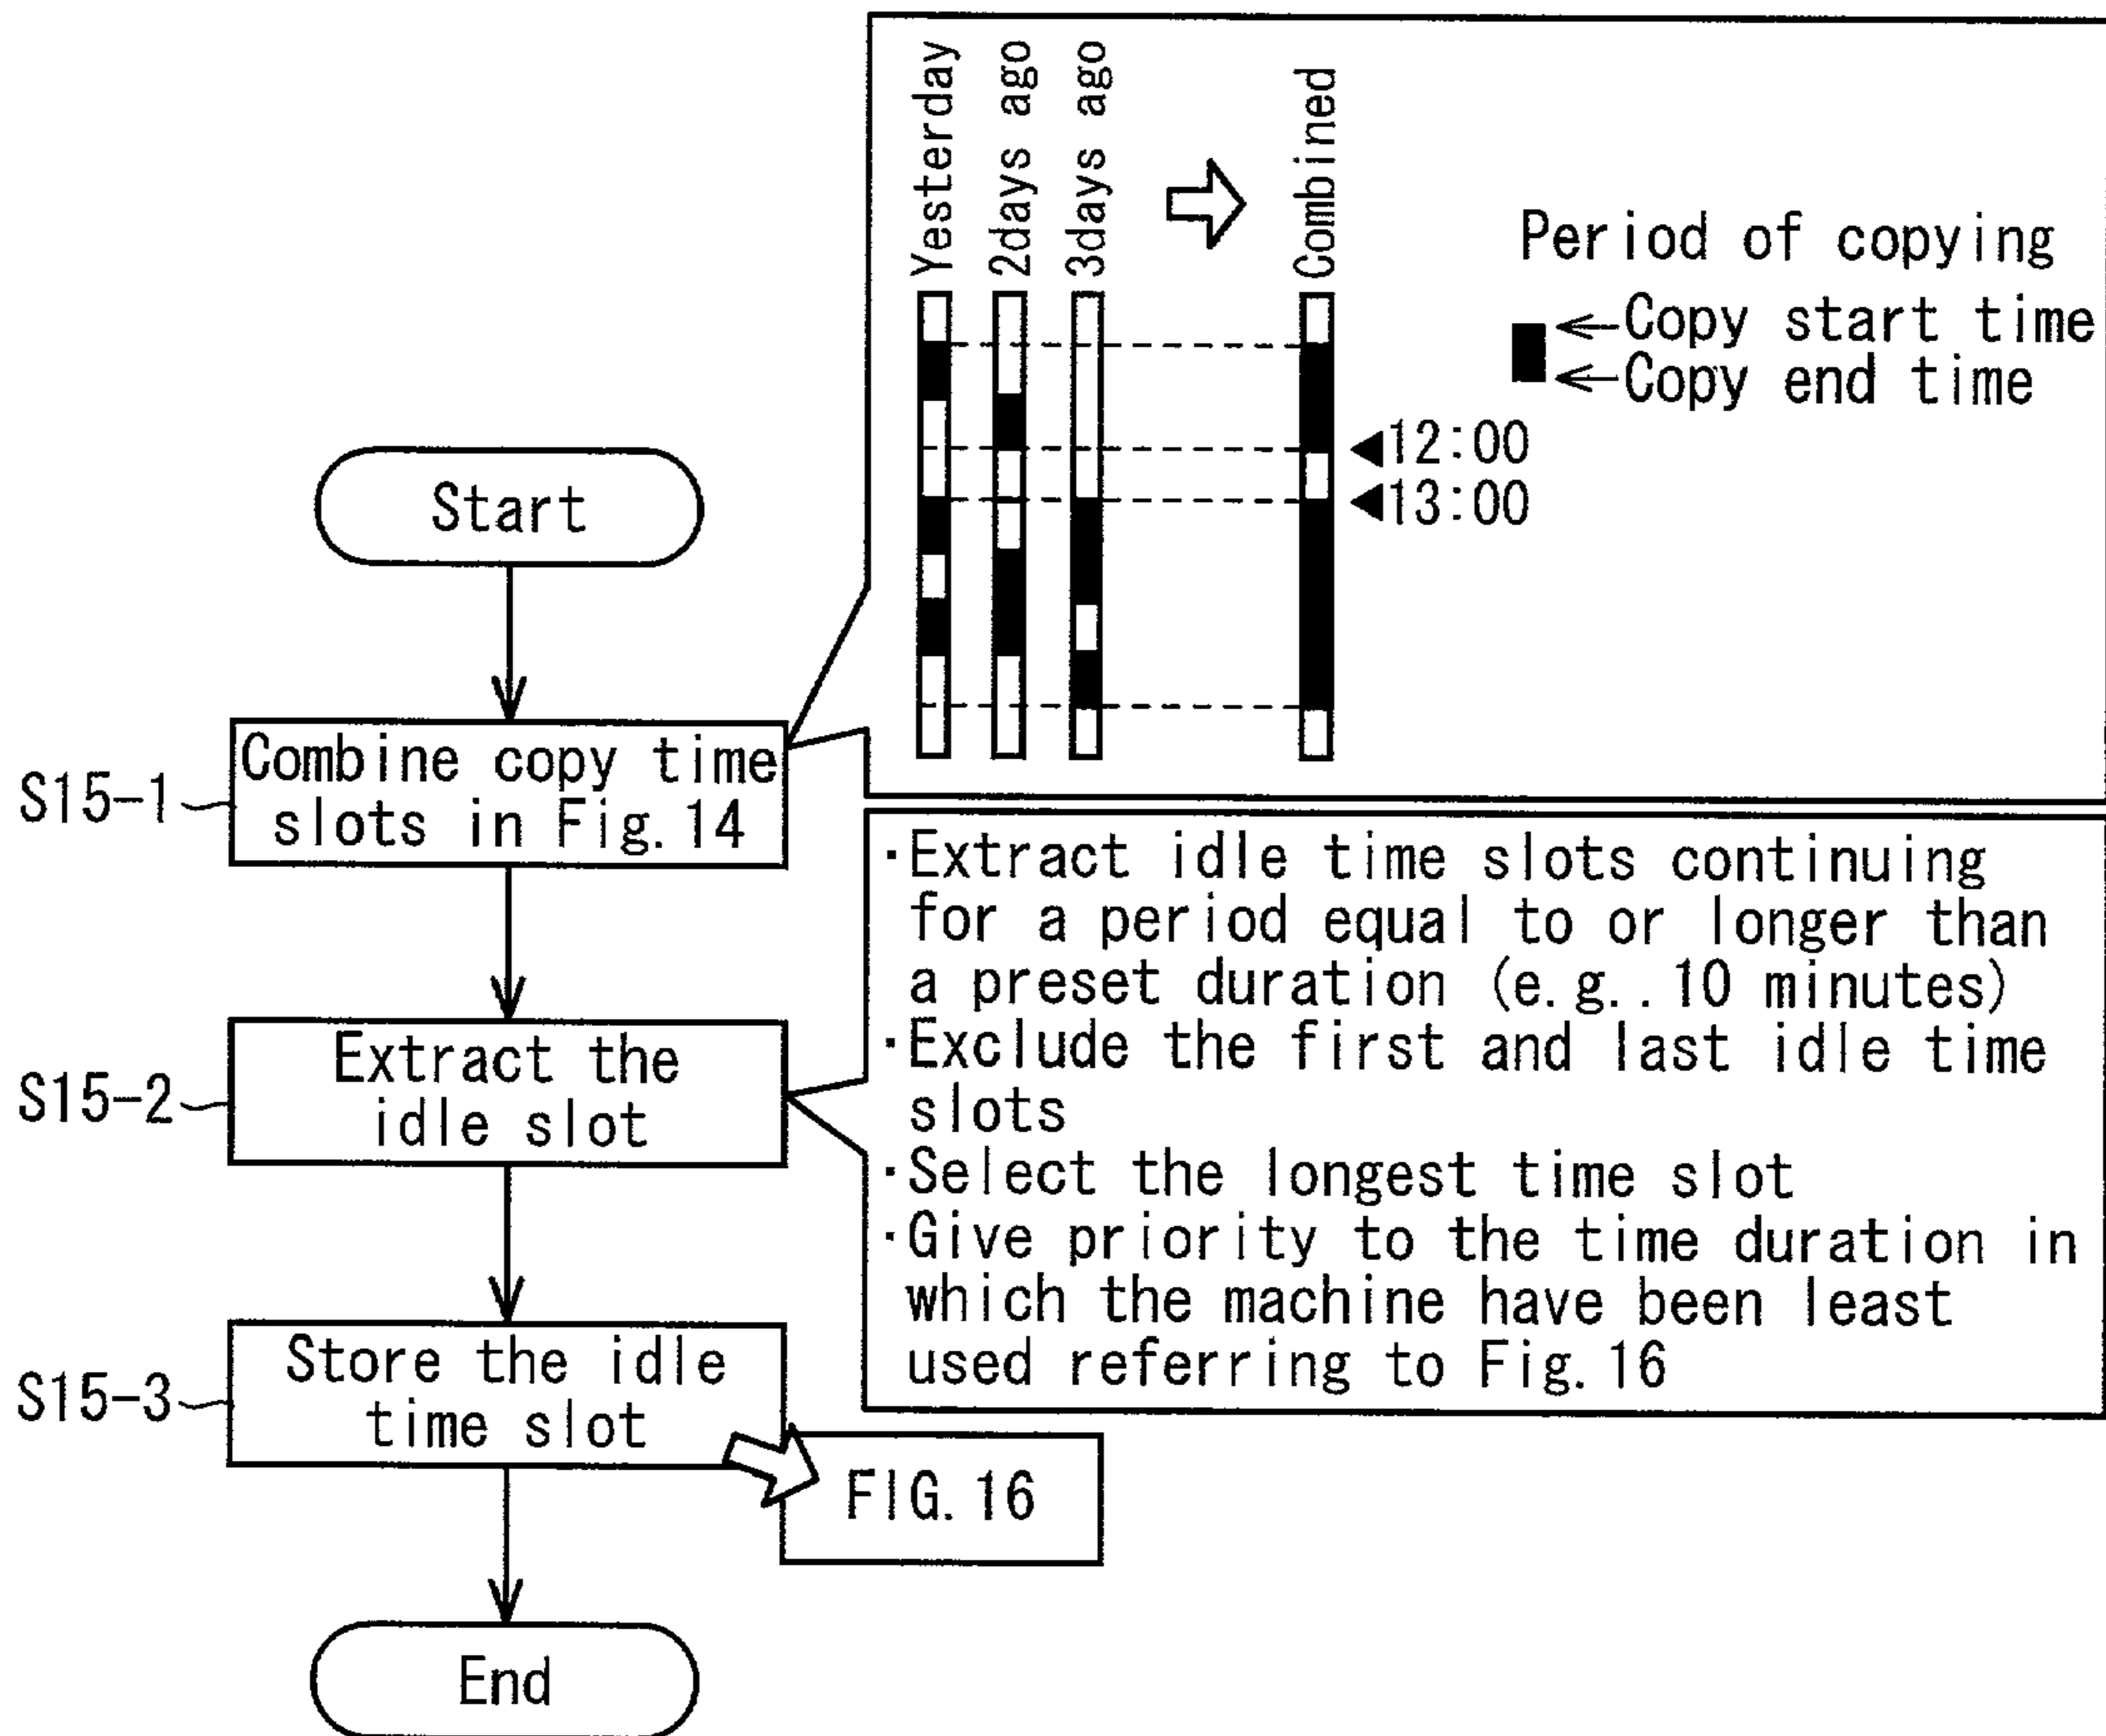 Yesterday
2days ago
3days ago
Combined
Period of copying
←Copy start time
←Copy end time
◀12:00
◀13:00
Start
S15-1
Combine copy time
slots in Fig.14
S15-2
Extract the
idle slot
·Extract idle time slots continuing
for a period equal to or longer than
a preset duration (e.g..10 minutes)
·Exclude the first and last idle time
slots
·Select the longest time slot
·Give priority to the time duration in
which the machine have been least
used referring to Fig.16
S15-3
Store the idle
time slot
FIG.16
End